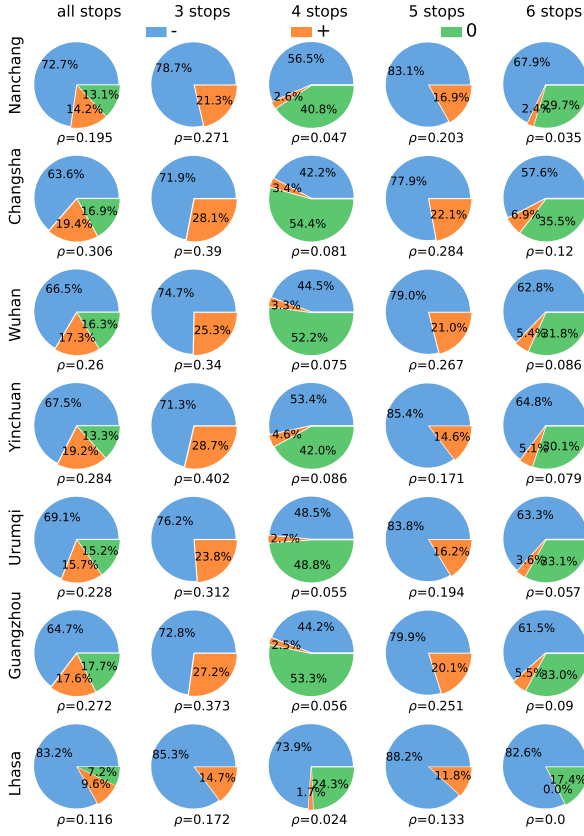 all stops 3 stops 4 stops 5 stops 6 stops
- + 0
Nanchang
72.7% 13.1% 14.2% ρ=0.195
78.7% 21.3% ρ=0.271
56.5% 2.6% 40.8% ρ=0.047
83.1% 16.9% ρ=0.203
67.9% 2.4% 29.7% ρ=0.035
Changsha
63.6% 16.9% 19.4% ρ=0.306
71.9% 28.1% ρ=0.39
42.2% 3.4% 54.4% ρ=0.081
77.9% 22.1% ρ=0.284
57.6% 6.9% 35.5% ρ=0.12
Wuhan
66.5% 16.3% 17.3% ρ=0.26
74.7% 25.3% ρ=0.34
44.5% 3.3% 52.2% ρ=0.075
79.0% 21.0% ρ=0.267
62.8% 5.4% 31.8% ρ=0.086
Yinchuan
67.5% 13.3% 19.2% ρ=0.284
71.3% 28.7% ρ=0.402
53.4% 4.6% 42.0% ρ=0.086
85.4% 14.6% ρ=0.171
64.8% 5.1% 30.1% ρ=0.079
Urumqi
69.1% 15.2% 15.7% ρ=0.228
76.2% 23.8% ρ=0.312
48.5% 2.7% 48.8% ρ=0.055
83.8% 16.2% ρ=0.194
63.3% 3.6% 33.1% ρ=0.057
Guangzhou
64.7% 17.7% 17.6% ρ=0.272
72.8% 27.2% ρ=0.373
44.2% 2.5% 53.3% ρ=0.056
79.9% 20.1% ρ=0.251
61.5% 5.5% 33.0% ρ=0.09
Lhasa
83.2% 7.2% 9.6% ρ=0.116
85.3% 14.7% ρ=0.172
73.9% 24.3% 1.7% ρ=0.024
88.2% 11.8% ρ=0.133
82.6% 17.4% 0.0% ρ=0.0